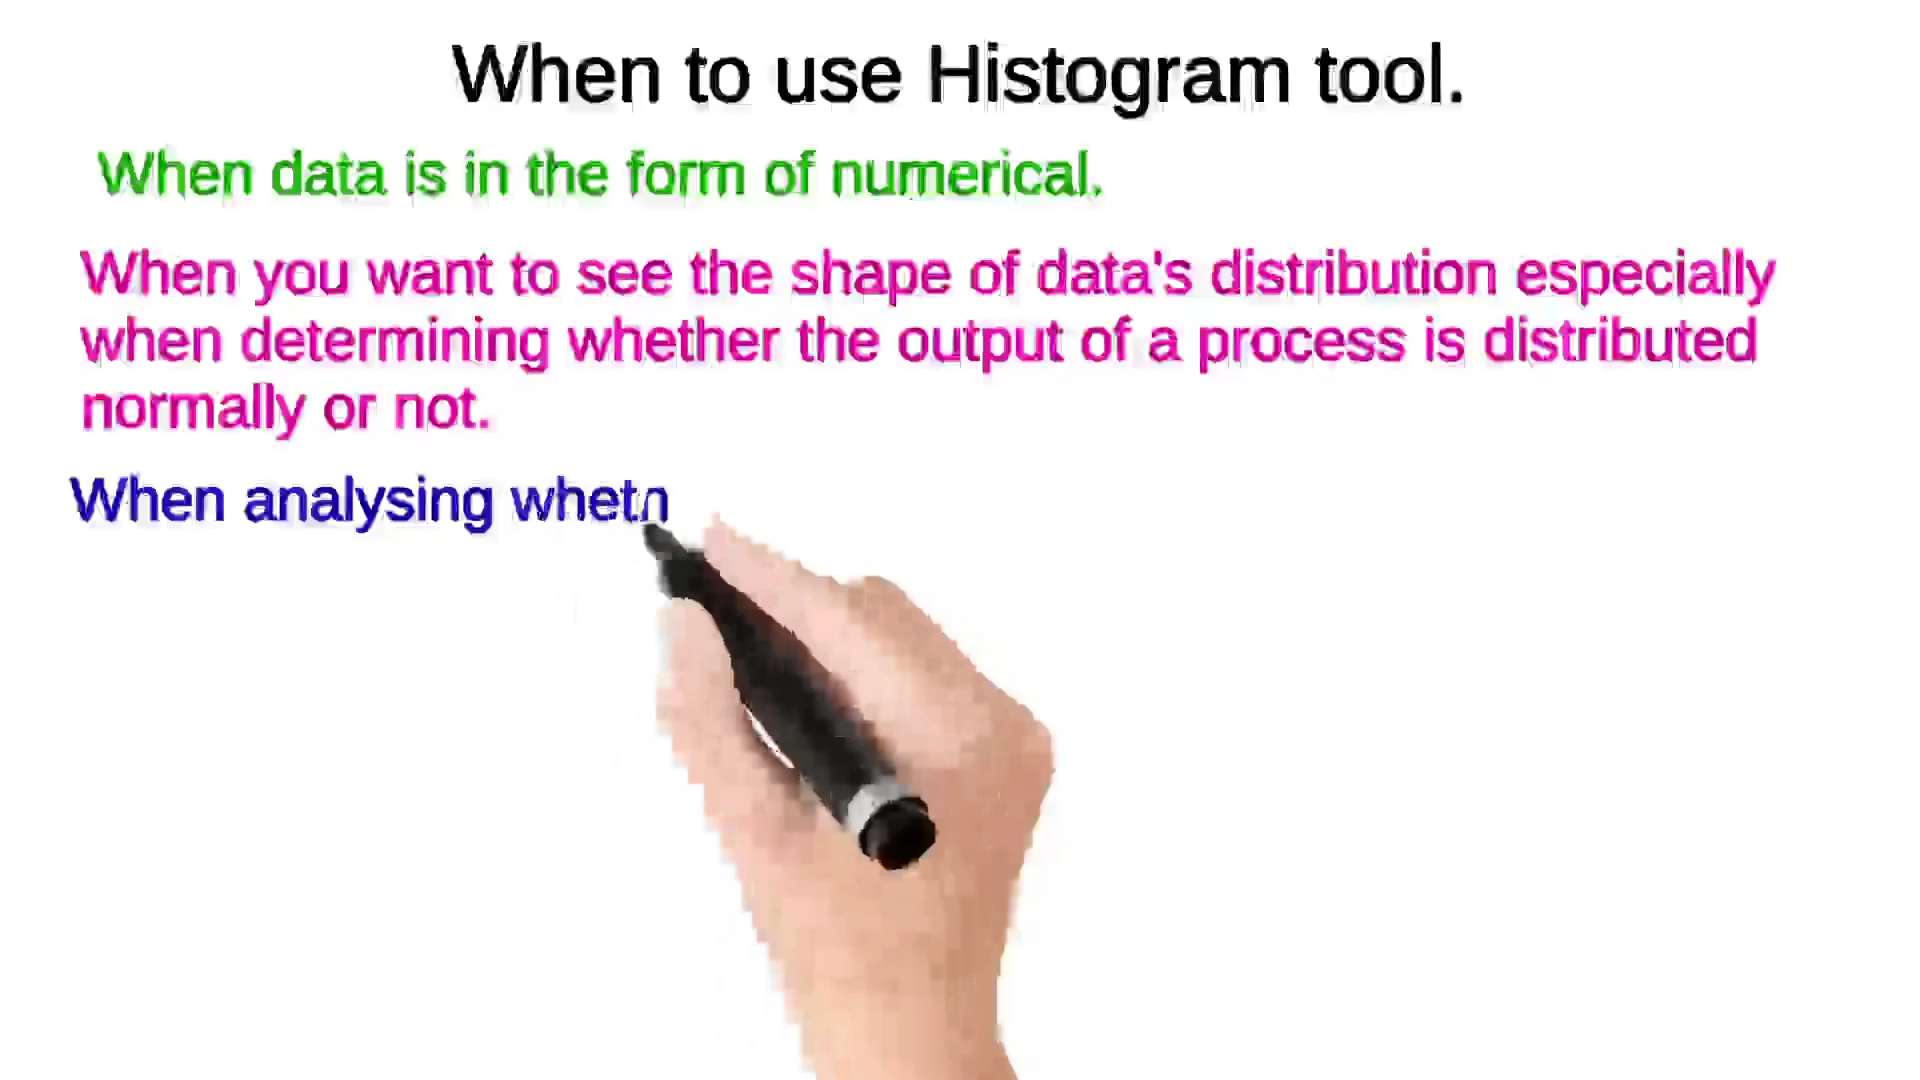 When to use Histogram tool.
When data is in the form of numerical.
When you want to see the shape of data's distribution especially
when determining whether the output of a process is distributed
normally or not.
When analysing